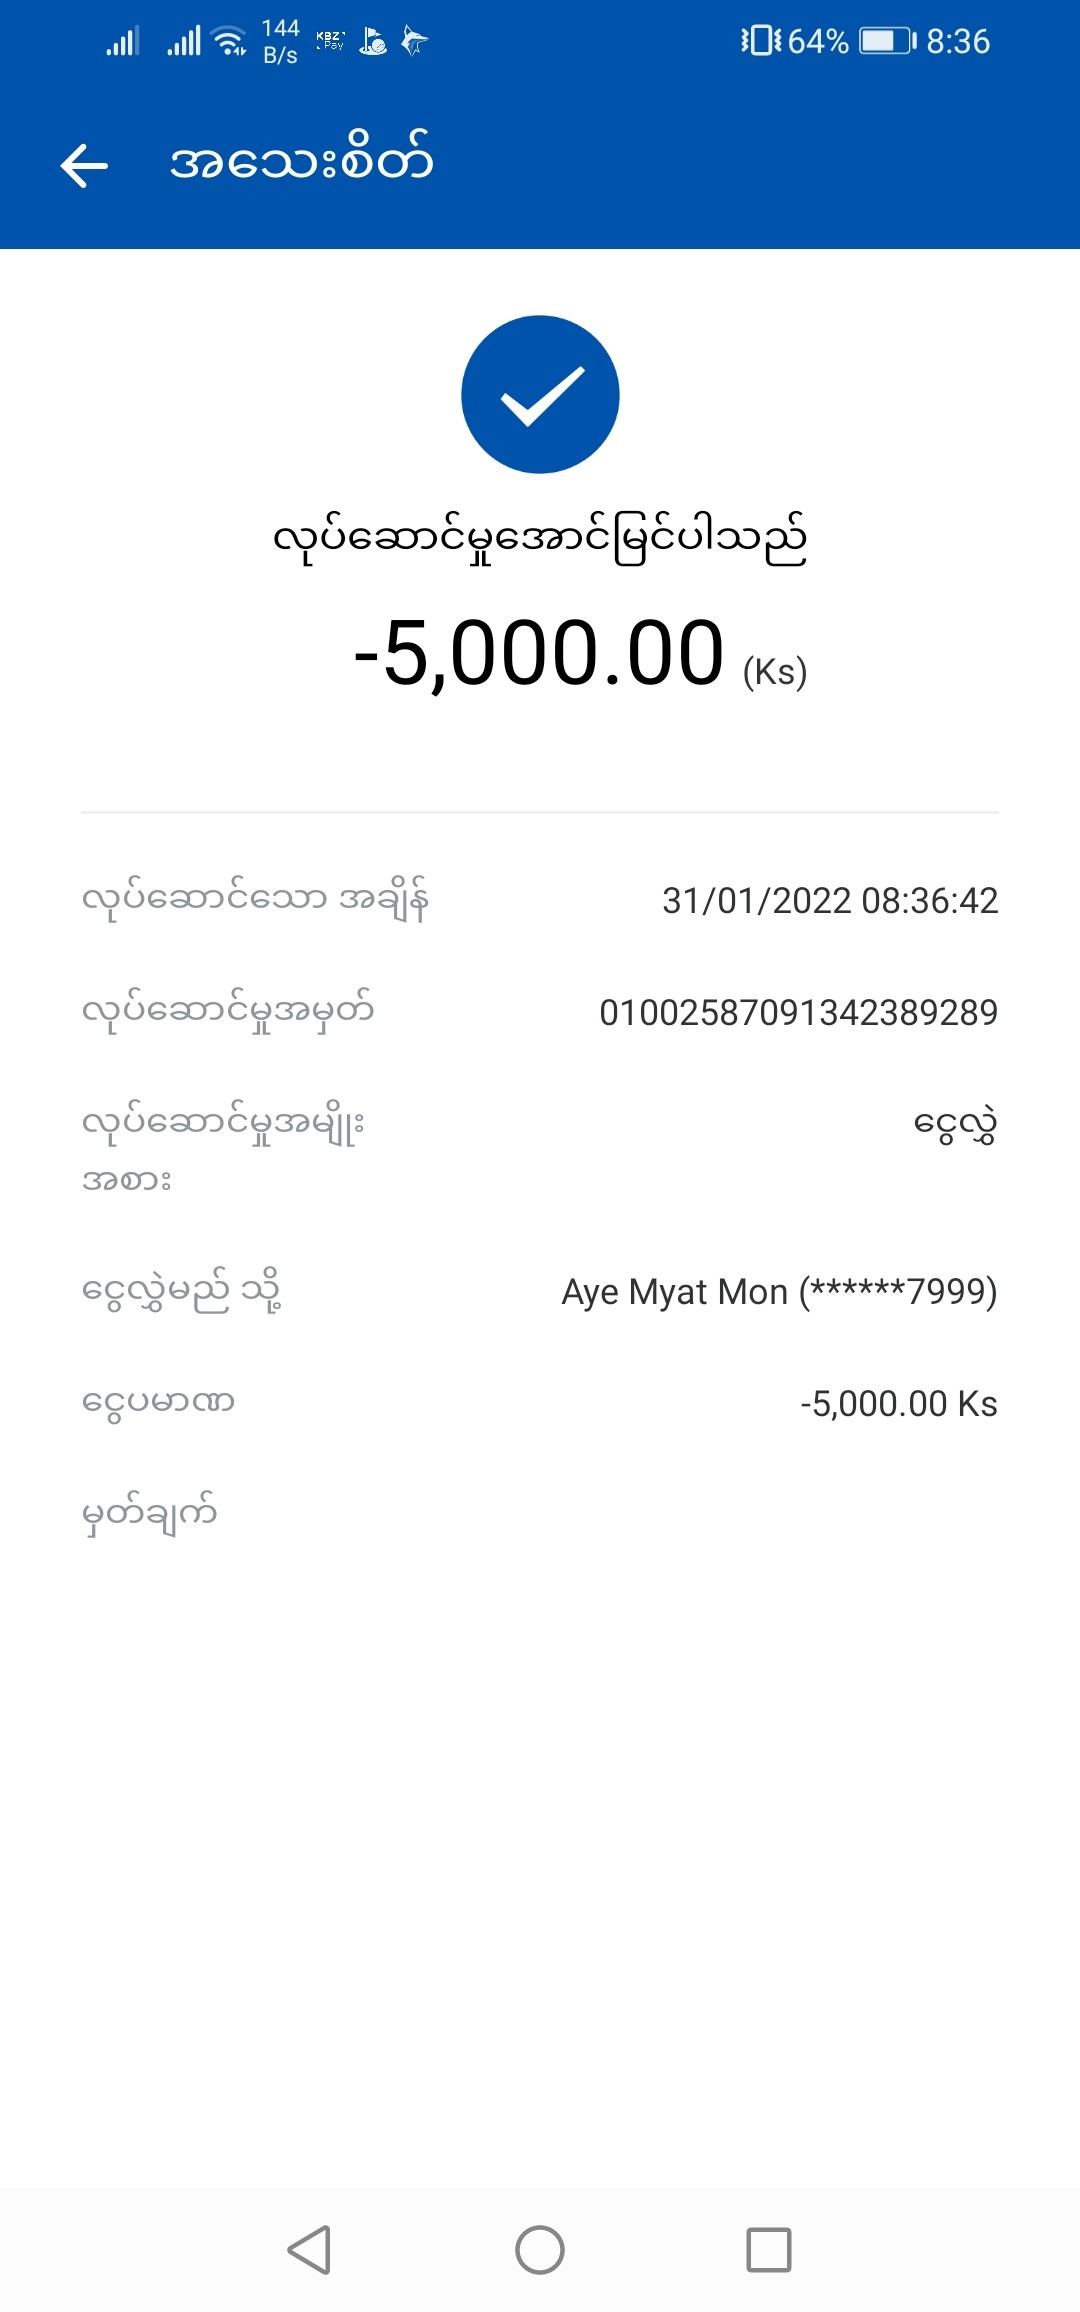 144
B/s
KBZ
Pay
64%
8:36
အသေးစိတ်
လုပ်ဆောင်မှုအောင်မြင်ပါသည်
-5,000.00 (Ks)
လုပ်ဆောင်သော အချိန် 31/01/2022 08:36:42
လုပ်ဆောင်မှုအမှတ် 01002587091342389289
လုပ်ဆောင်မှုအမျိုး ငွေလွှဲ
အစား
ငွေလွှဲမည် သို့ Aye Myat Mon (******7999)
ငွေပမာဏ -5,000.00 Ks
မှတ်ချက်